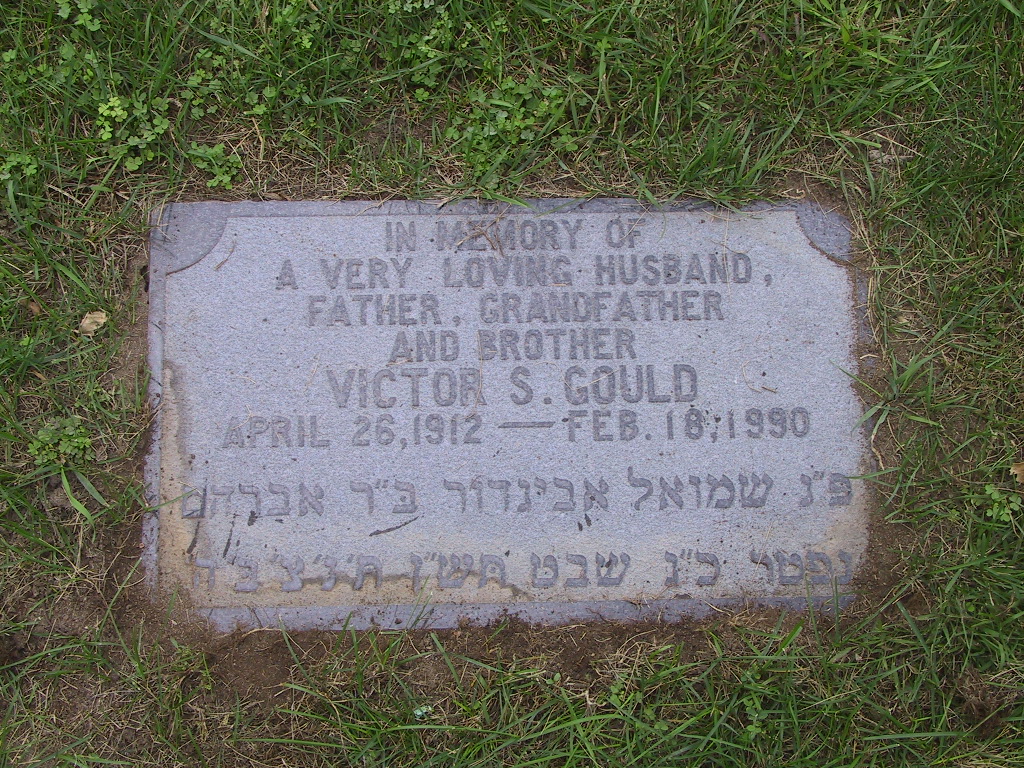 IN MEMORY OF
A VERY LOVING HUSBAND,
FATHER, GRANDFATHER
AND BROTHER
VICTOR S. GOULD
APRIL 26, 1912 — FEB. 18, 1990
פ"נ שמואל אביגדור ב"ר אברהם
נפטר כ"ג שבט תש"ן ת'נ'צ'ב'ה